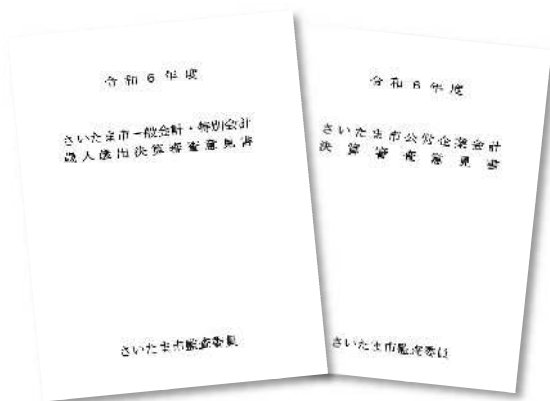 令和6年度
さいたま市一般会計・特別会計
歳入歳出決算審査意見書
さいたま市監査委員
令和6年度
さいたま市公営企業会計
決算審査意見書
さいたま市監査委員